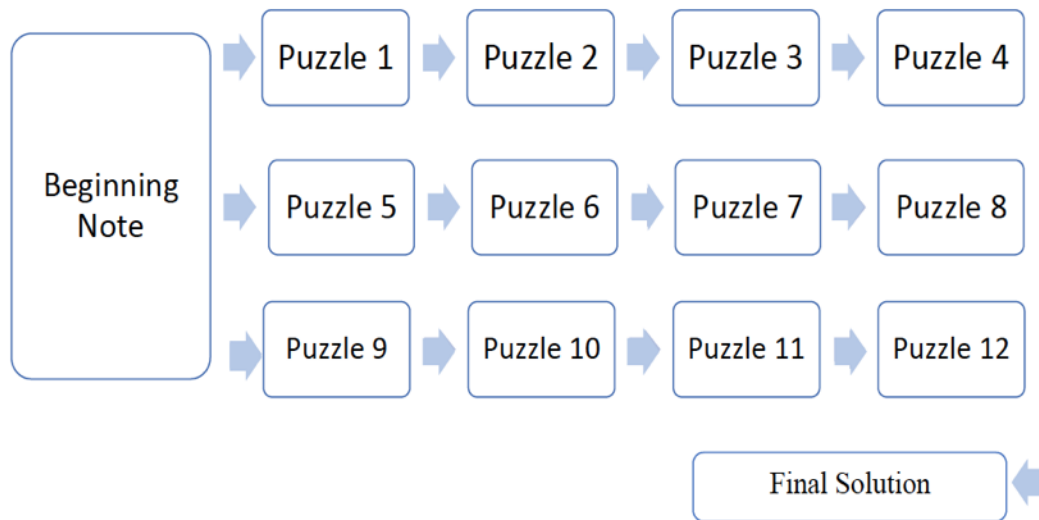 Puzzle 1
Puzzle 2
Puzzle 3
Puzzle 4
Beginning
Note
Puzzle 5
Puzzle 6
Puzzle 7
Puzzle 8
Puzzle 9
Puzzle 10
Puzzle 11
Puzzle 12
Final Solution